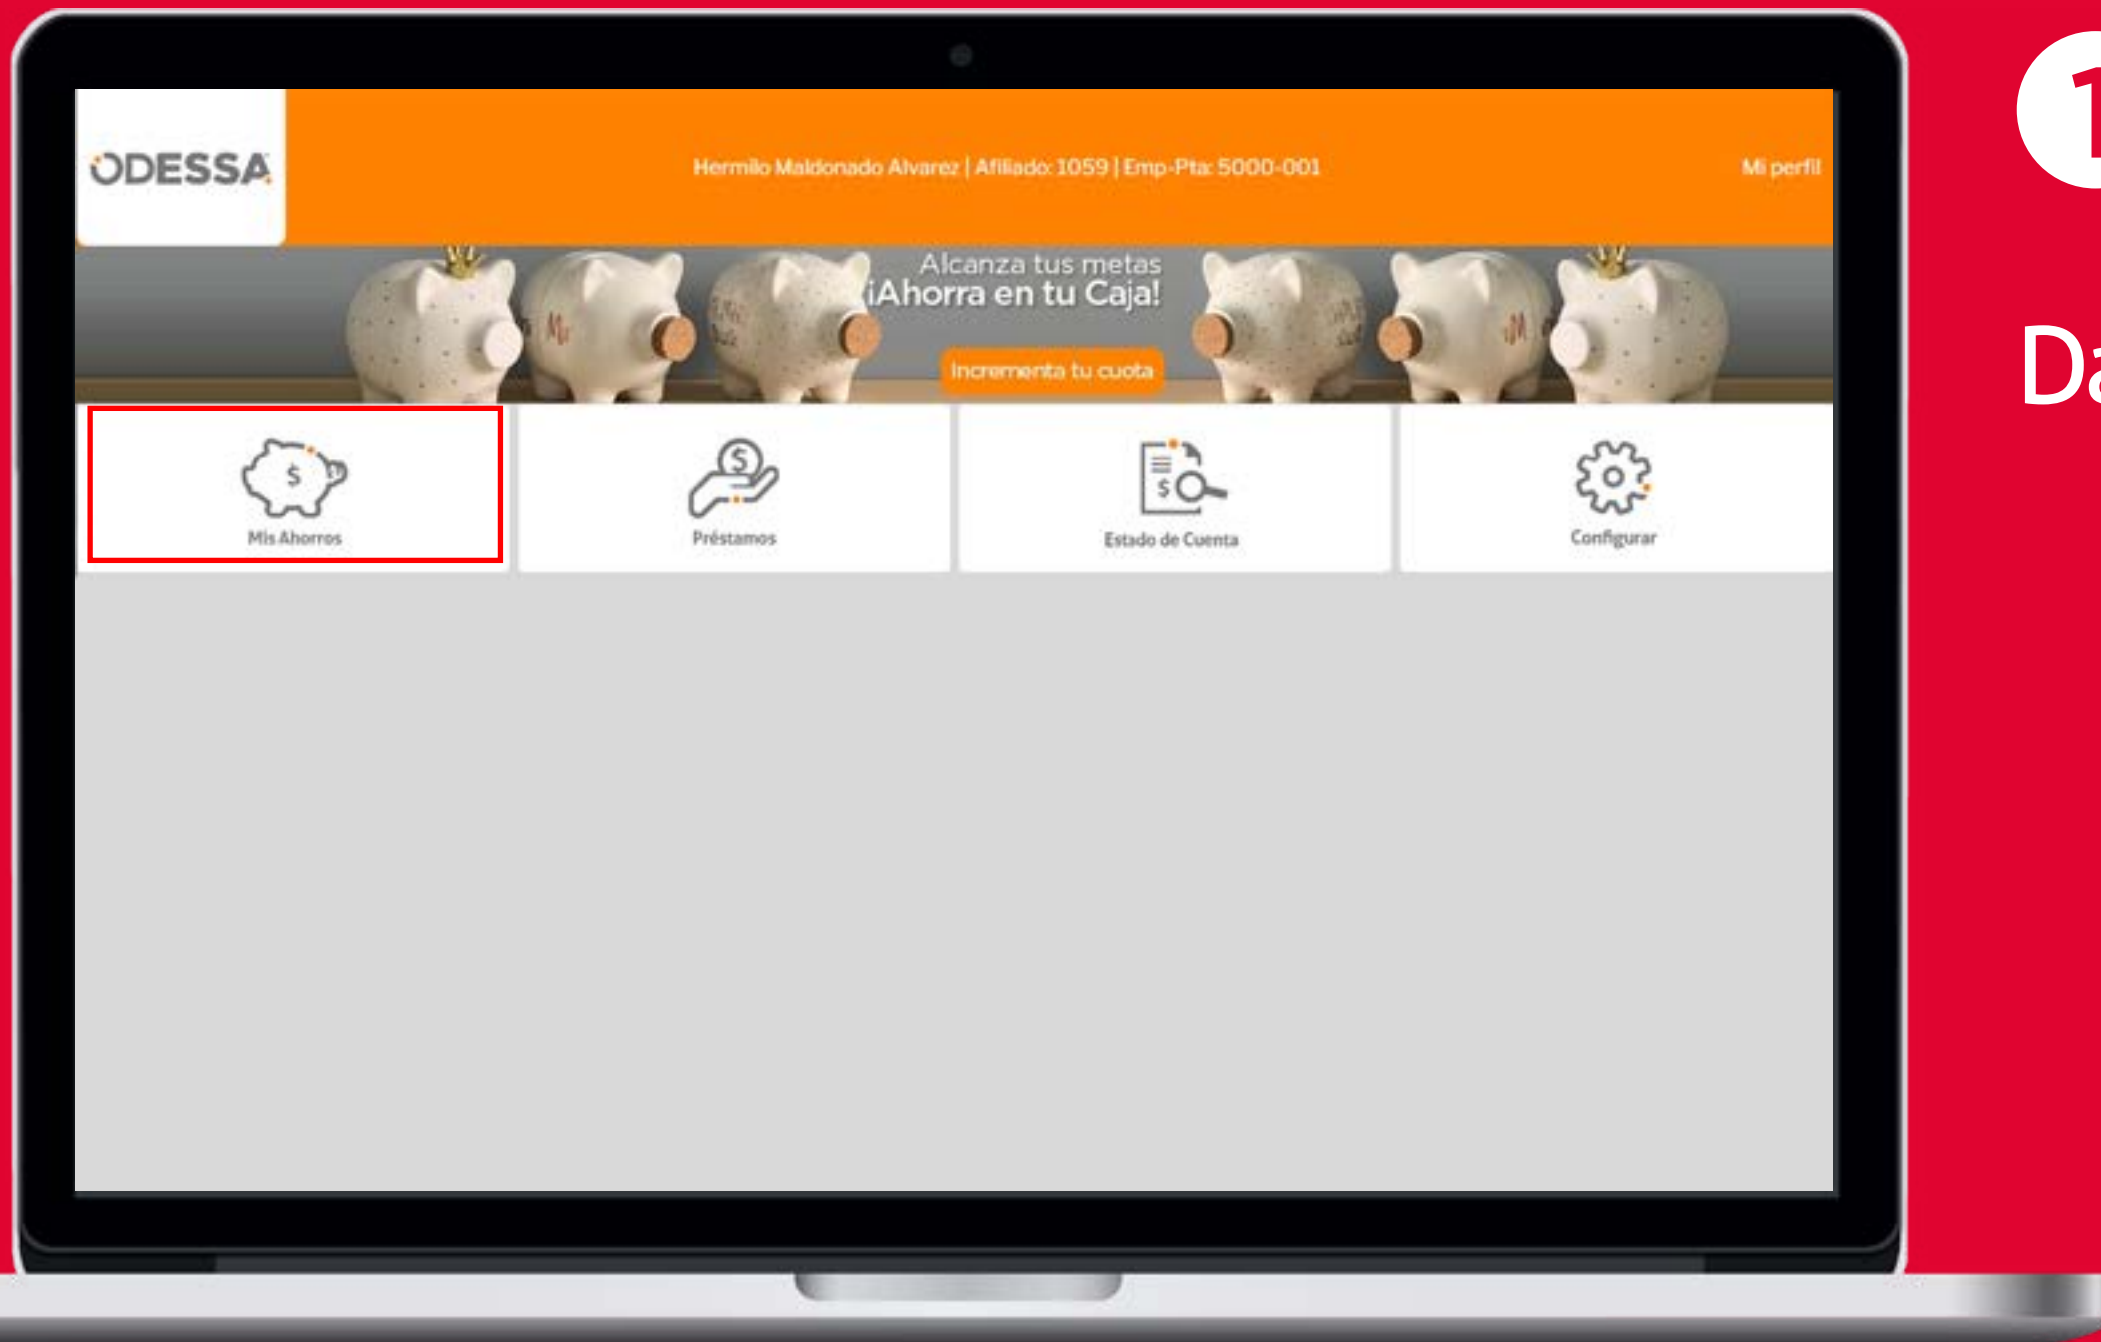 1
Da
ODESSA
Hermilo Maldonado Alvarez | Afiliado: 1059 | Emp-Pta: 5000-001
Mi perfil
Alcanza tus metas
¡Ahorra en tu Caja!
Incrementa tu cuota
$
Mis Ahorros
$
Préstamos
$
Estado de Cuenta
Configurar